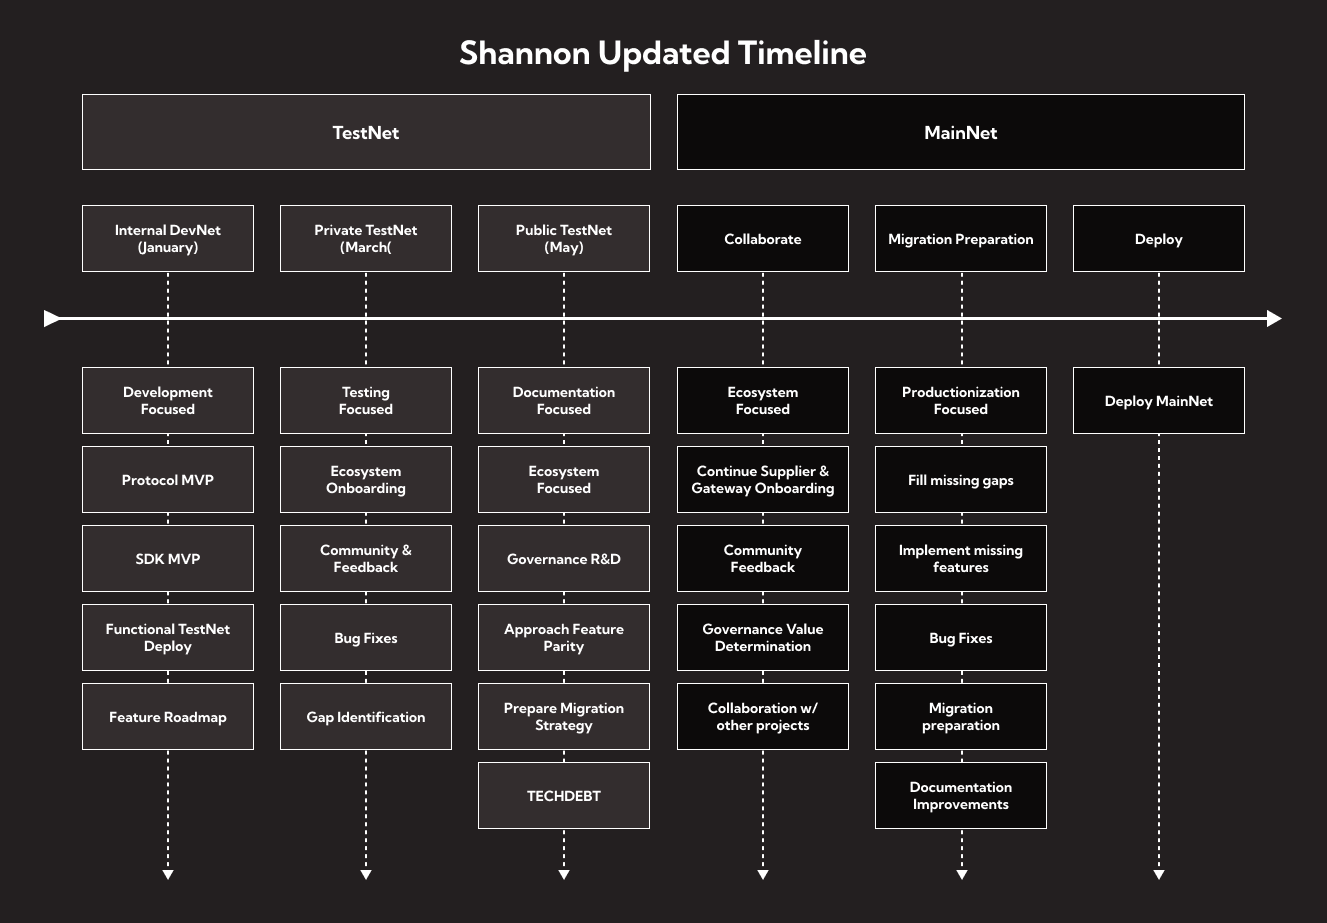 Shannon Updated Timeline
TestNet
MainNet
Internal DevNet
(January)
Private TestNet
(March(
Public TestNet
(May)
Collaborate
Migration Preparation
Deploy
Development
Focused
Protocol MVP
SDK MVP
Functional TestNet
Deploy
Feature Roadmap
Testing
Focused
Ecosystem
Onboarding
Community &
Feedback
Bug Fixes
Gap Identification
Documentation
Focused
Ecosystem
Focused
Governance R&D
Approach Feature
Parity
Prepare Migration
Strategy
TECHDEBT
Ecosystem
Focused
Continue Supplier &
Gateway Onboarding
Community
Feedback
Governance Value
Determination
Collaboration w/
other projects
Productionization
Focused
Fill missing gaps
Implement missing
features
Bug Fixes
Migration
preparation
Documentation
Improvements
Deploy MainNet